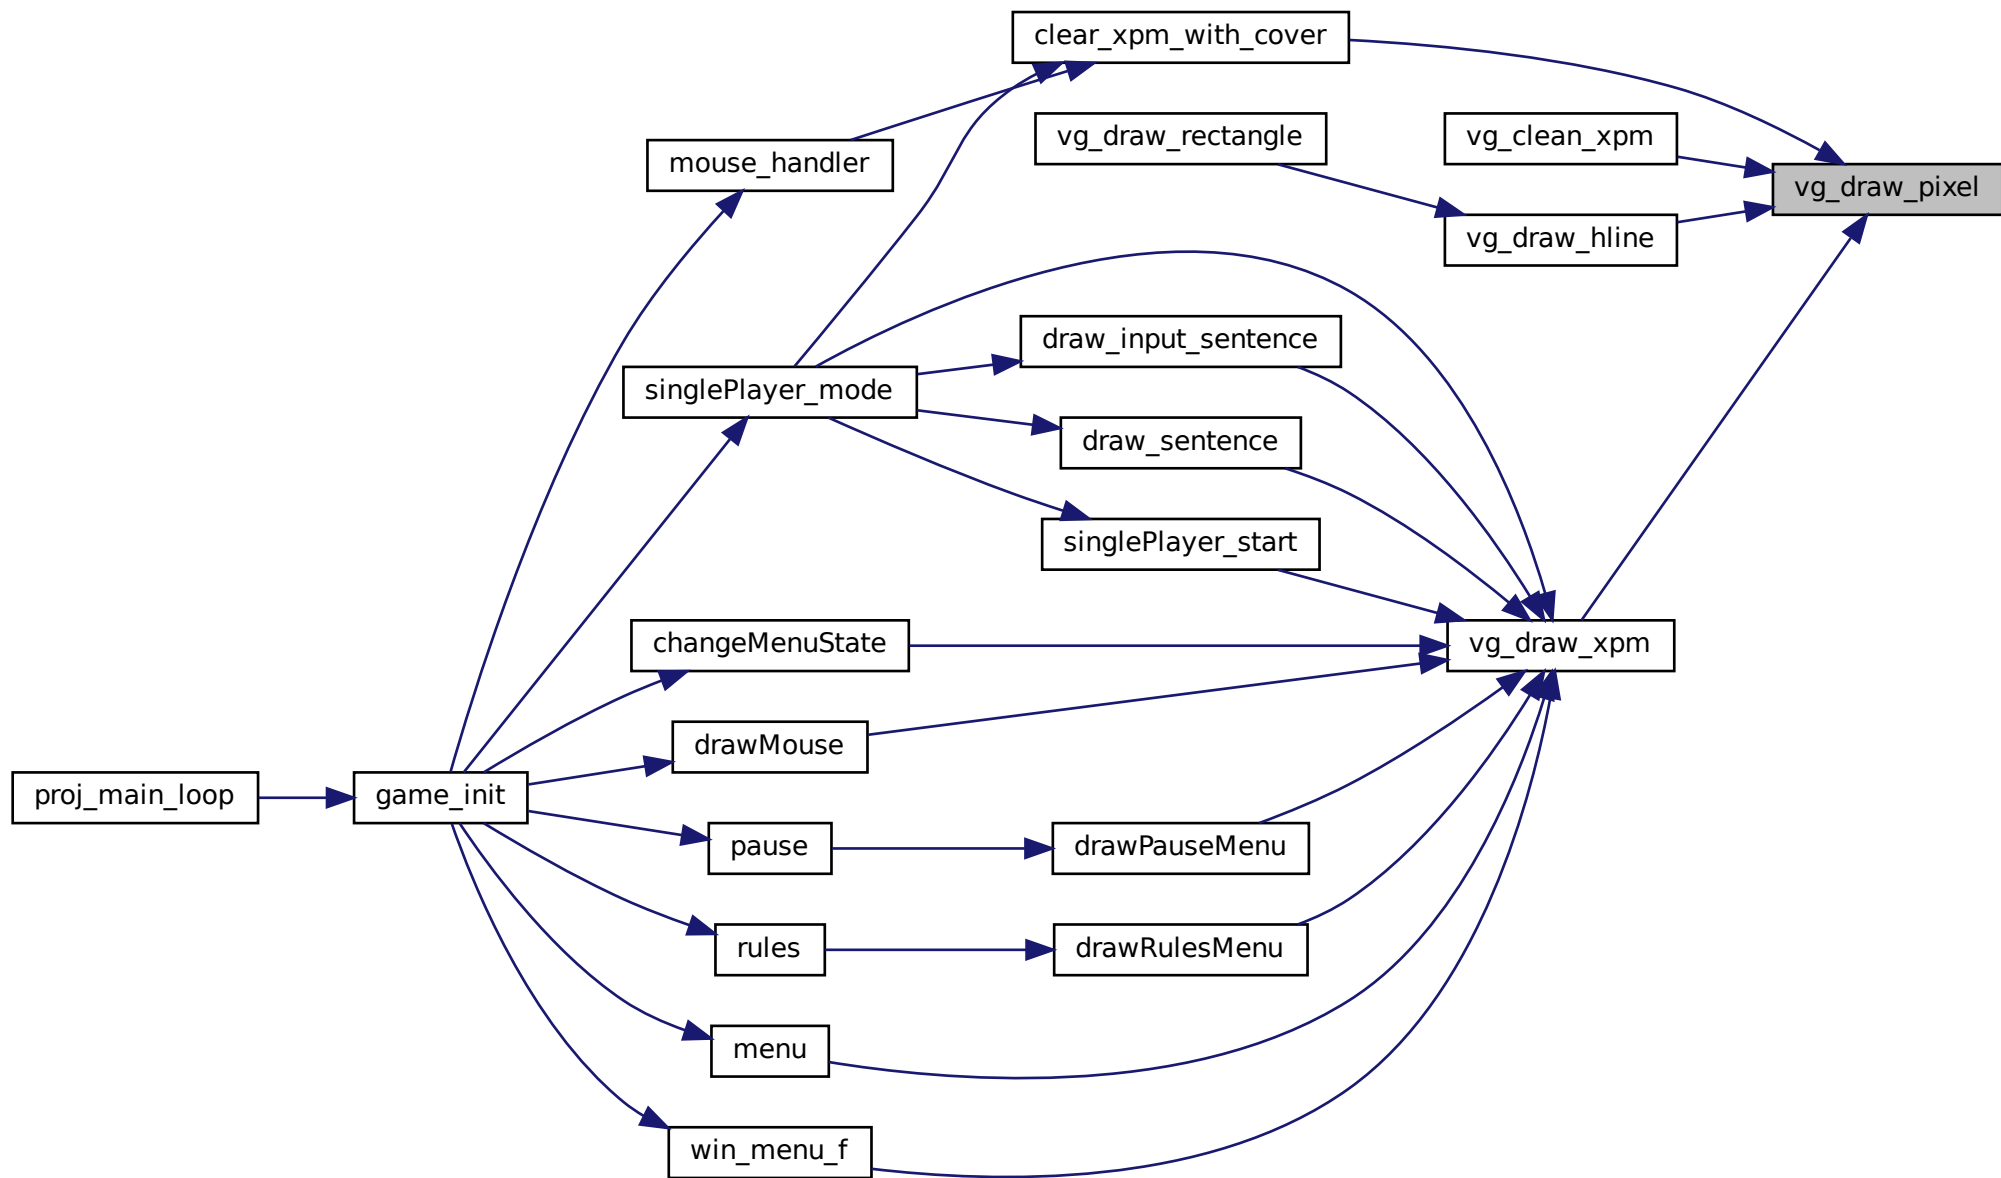 clear_xpm_with_cover
vg_draw_rectangle
vg_clean_xpm
mouse_handler
vg_draw_pixel
vg_draw_hline
draw_input_sentence
singlePlayer_mode
draw_sentence
singlePlayer_start
changeMenuState
vg_draw_xpm
drawMouse
proj_main_loop
game_init
pause
drawPauseMenu
rules
drawRulesMenu
menu
win_menu_f